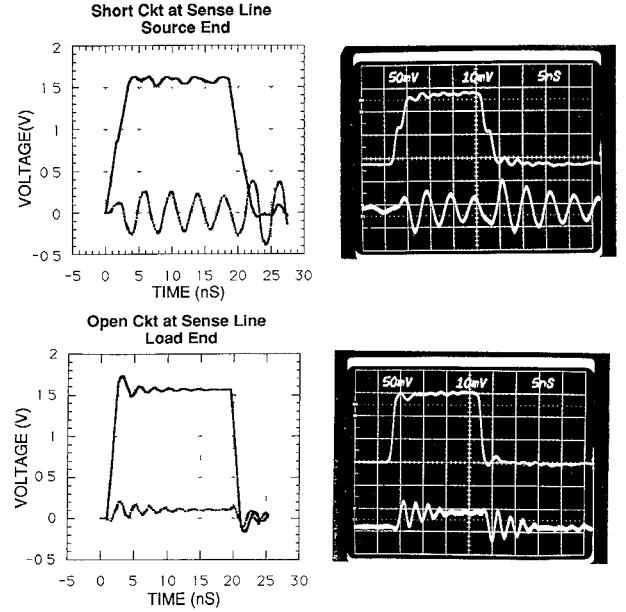 Short Ckt at Sense Line
Source End
2
1 5
1
0 5
0
-0 5
-5 0 5 10 15 20 25 30
VOLTAGE(V)
TIME (nS)
50mV 10mV 5nS
Open Ckt at Sense Line
Load End
2
1 5
1
0 5
0
-0 5
-5 0 5 10 15 20 25 30
VOLTAGE (V)
TIME (nS)
50mV 10mV 5nS